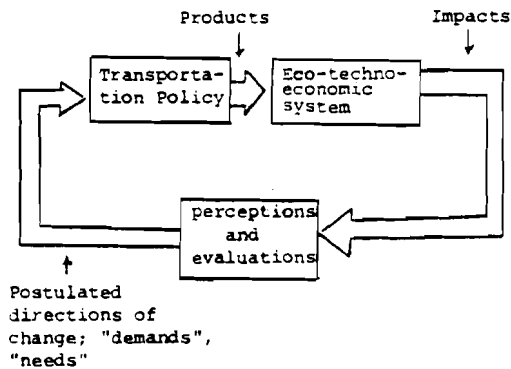 Products
Impacts
Transporta-
tion Policy
Eco-techno-
economic
system
perceptions
and
evaluations
Postulated
directions of
change; "demands",
"needs"